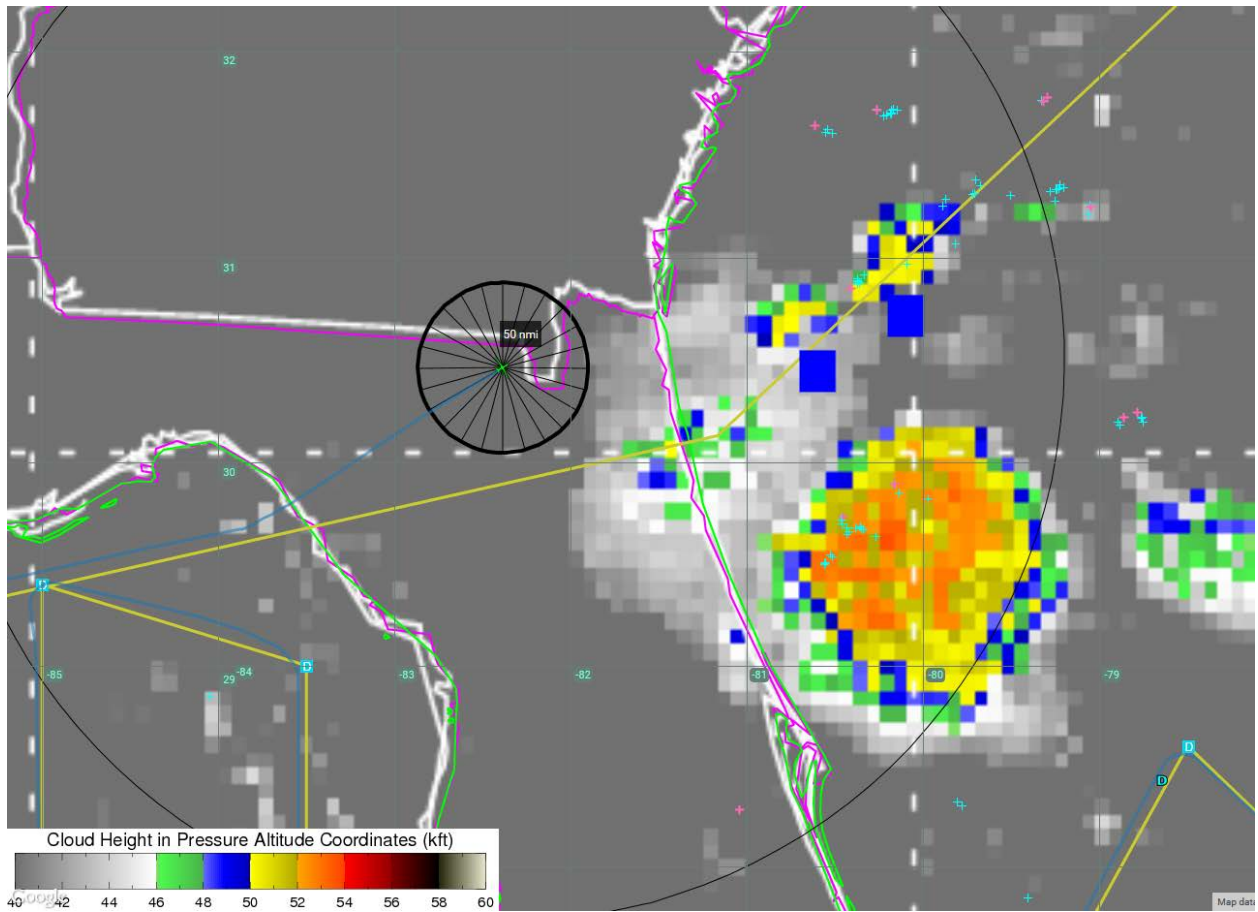 32
31
50 nmi
30
D
D
-85
-84
-83
-82
-81
-80
-79
29
D
D
Cloud Height in Pressure Altitude Coordinates (kft)
40 42 44 46 48 50 52 54 56 58 60
Google
Map data